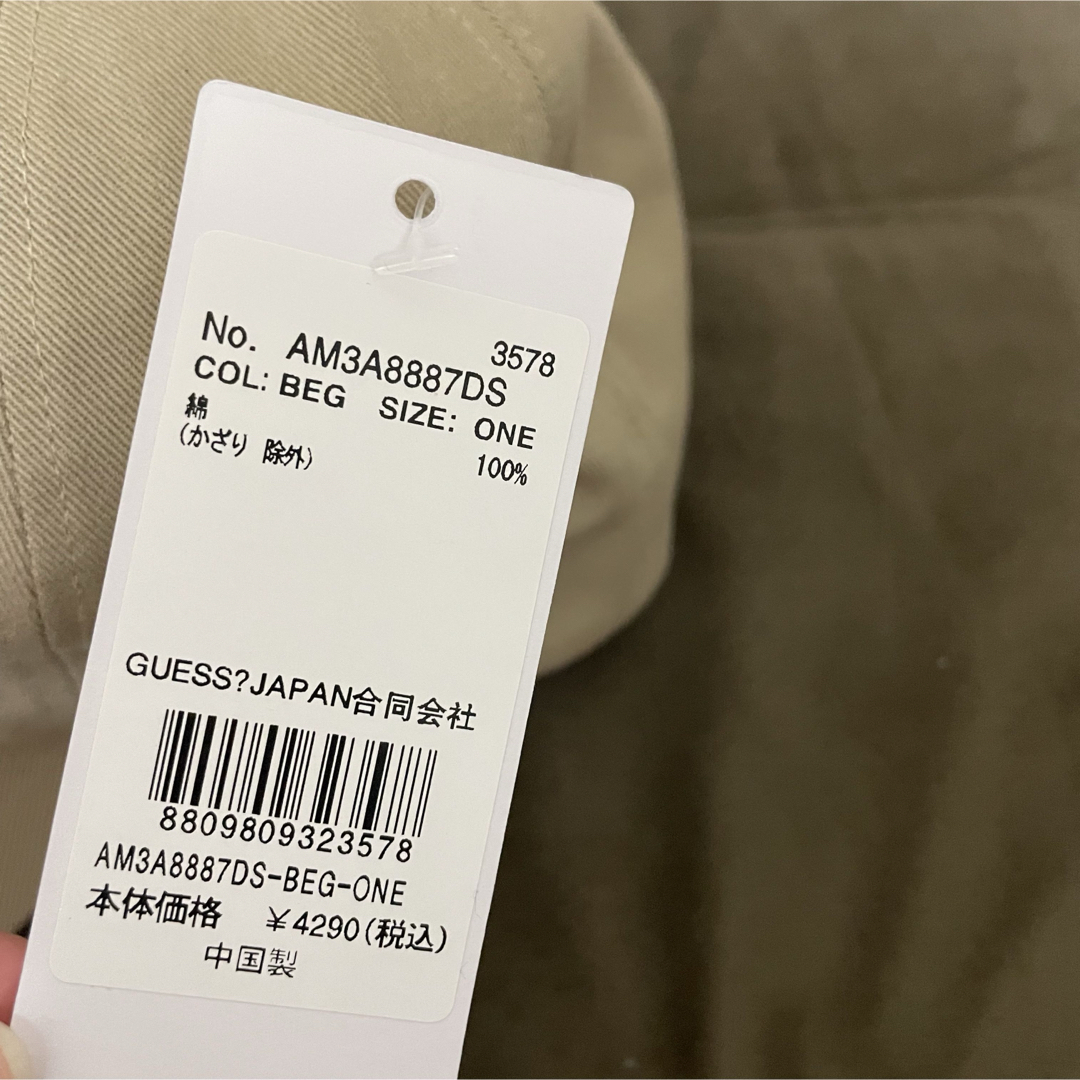 3578
No. AM3A8887DS
COL: BEG SIZE: ONE
綿 100%
(かざり 除外)
GUESS?JAPAN合同会社
8809809323578
AM3A8887DS-BEG-ONE
本体価格 ¥4290(税込)
中国製